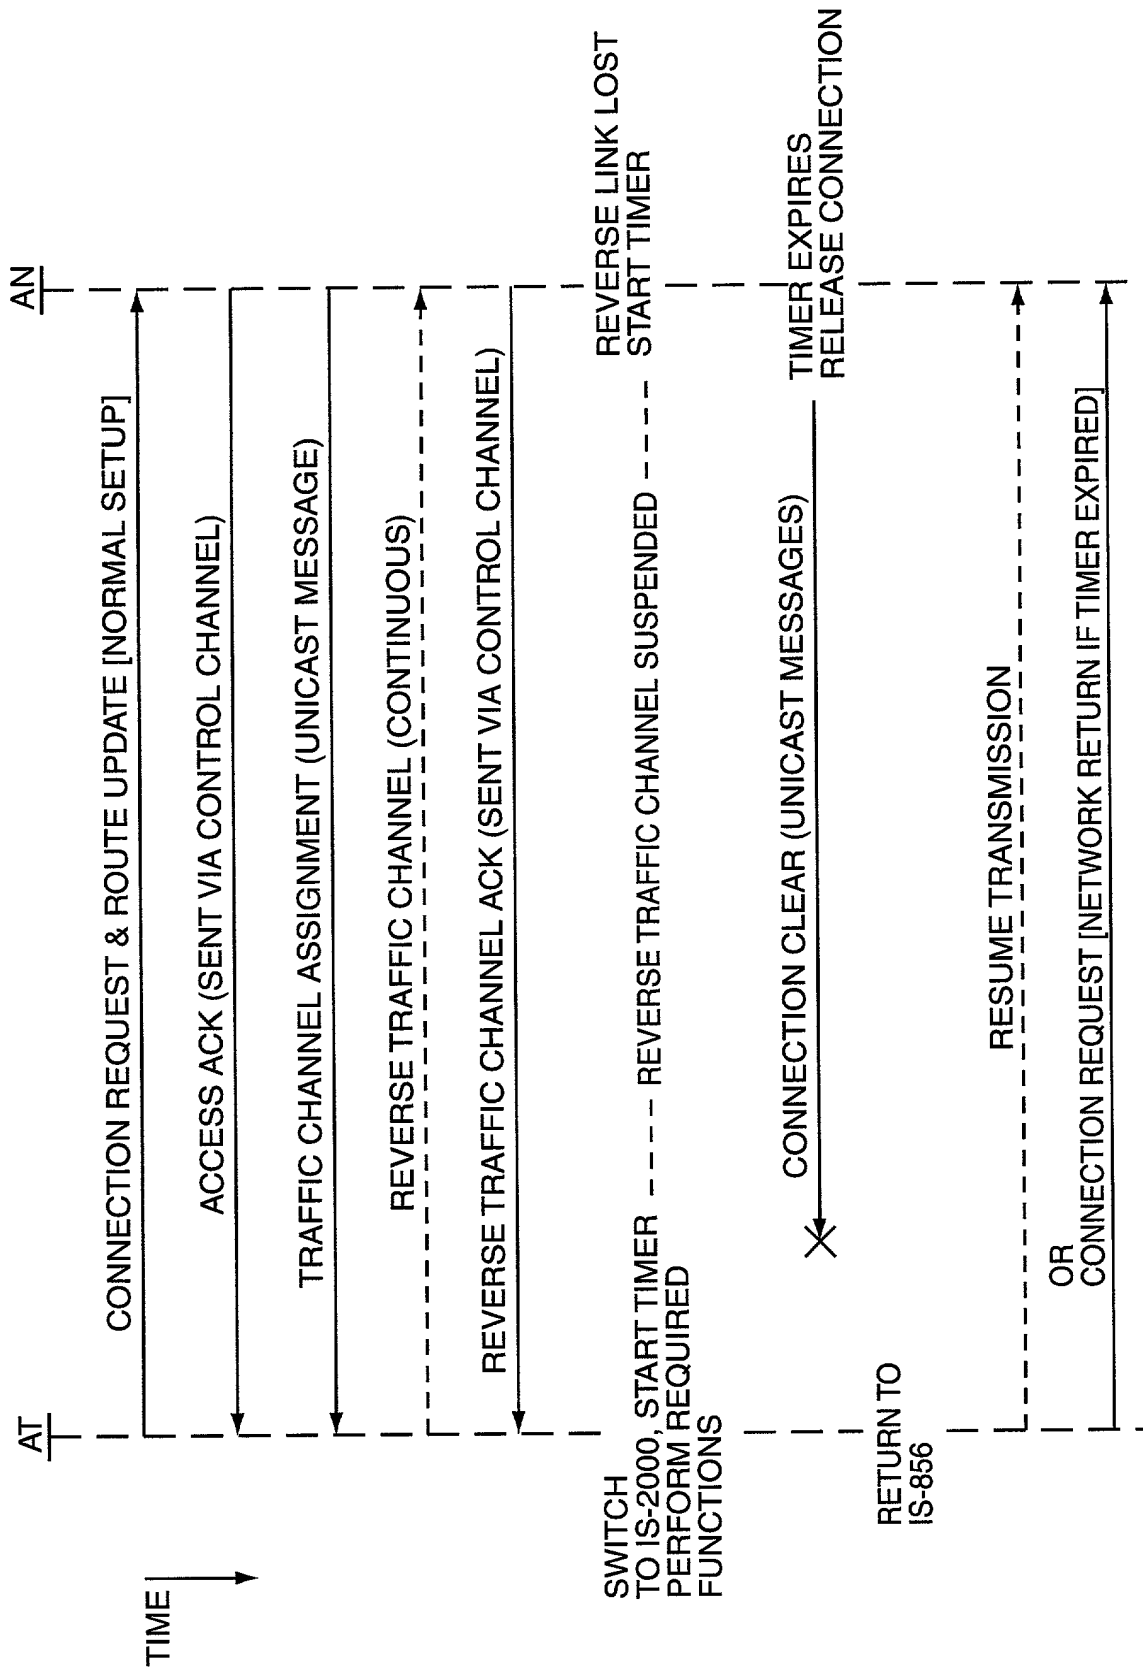 AT
AN
TIME
CONNECTION REQUEST & ROUTE UPDATE [NORMAL SETUP]
ACCESS ACK (SENT VIA CONTROL CHANNEL)
TRAFFIC CHANNEL ASSIGNMENT (UNICAST MESSAGE)
REVERSE TRAFFIC CHANNEL (CONTINUOUS)
REVERSE TRAFFIC CHANNEL ACK (SENT VIA CONTROL CHANNEL)
SWITCH
TO IS-2000, START TIMER
PERFORM REQUIRED
FUNCTIONS
REVERSE TRAFFIC CHANNEL SUSPENDED
REVERSE LINK LOST
START TIMER
CONNECTION CLEAR (UNICAST MESSAGES)
TIMER EXPIRES
RELEASE CONNECTION
RETURN TO
IS-856
RESUME TRANSMISSION
OR
CONNECTION REQUEST [NETWORK RETURN IF TIMER EXPIRED]